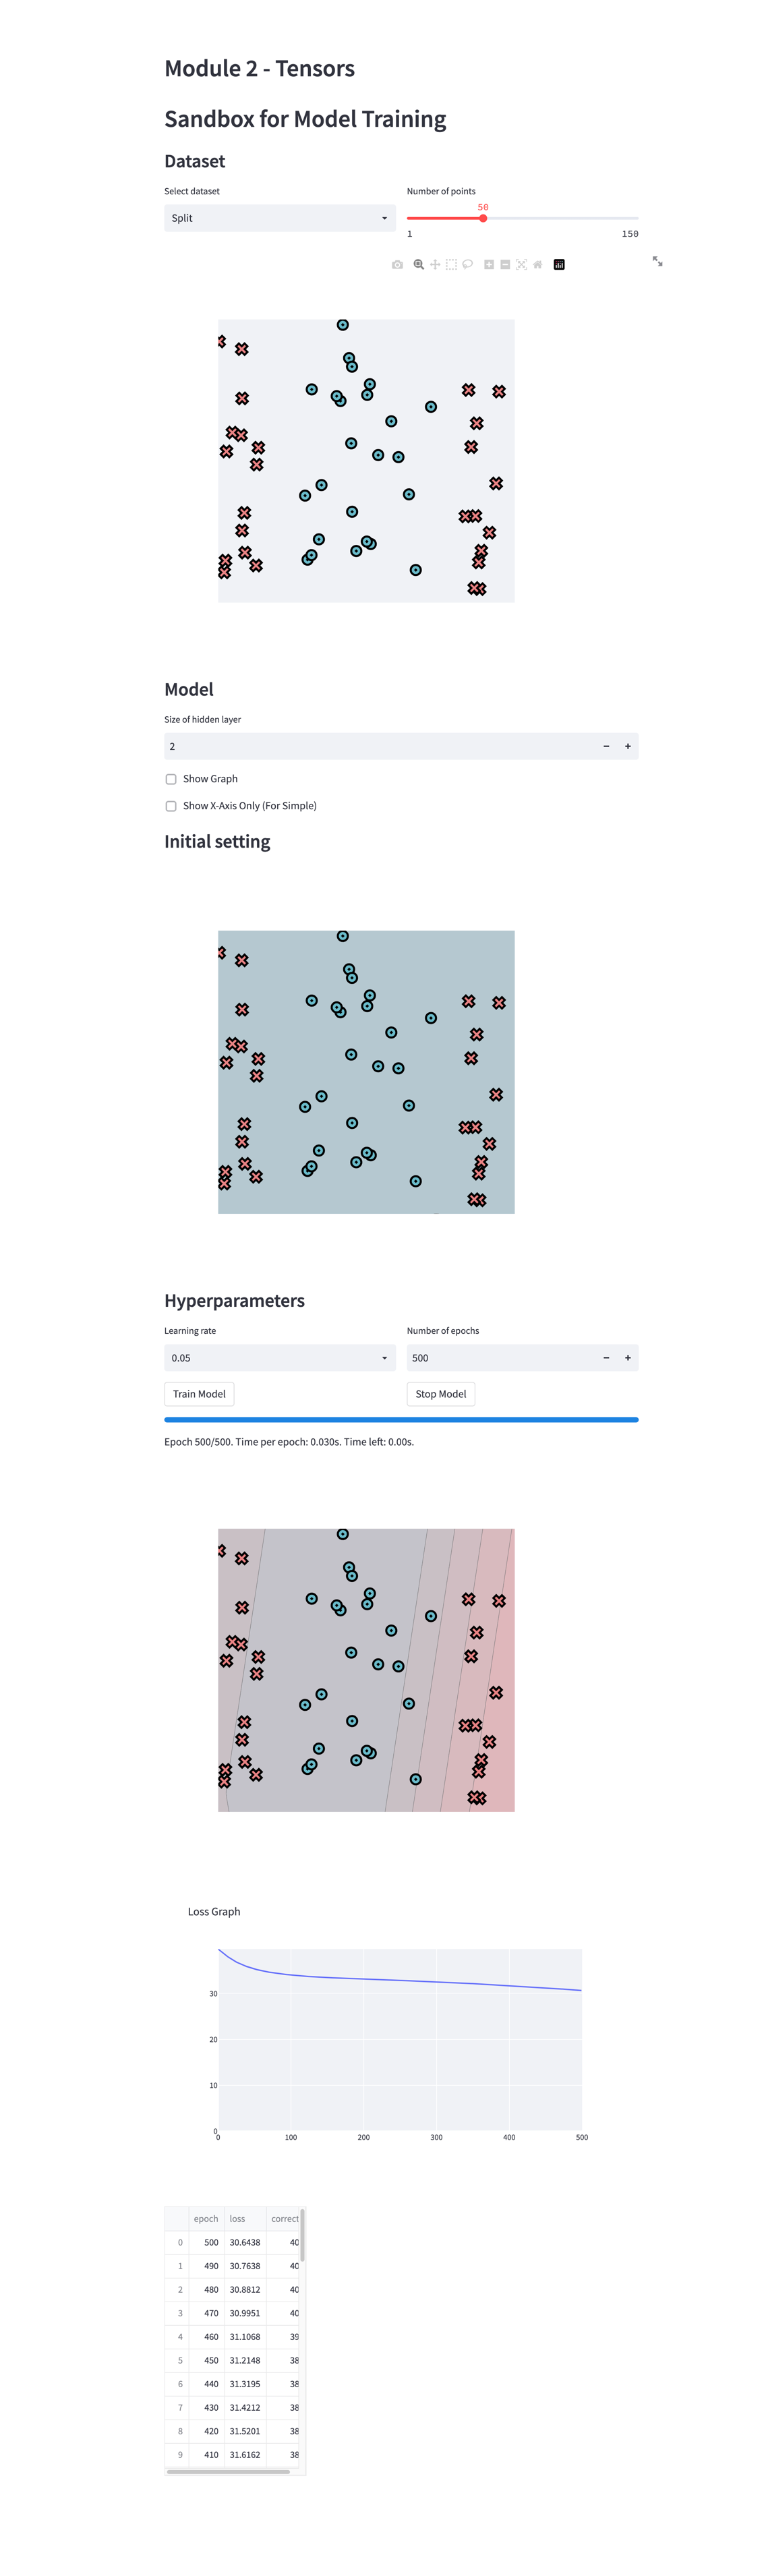 Module 2 - Tensors
Sandbox for Model Training
Dataset
Select dataset
Number of points
Split
50
1
150
Model
Size of hidden layer
2
Show Graph
Show X-Axis Only (For Simple)
Initial setting
Hyperparameters
Learning rate
Number of epochs
0.05
500
Train Model
Stop Model
Epoch 500/500. Time per epoch: 0.030s. Time left: 0.00s.
Loss Graph
30
20
10
0
0 100 200 300 400 500
epoch loss correct
0 500 30.6438 40
1 490 30.7638 40
2 480 30.8812 40
3 470 30.9951 40
4 460 31.1068 39
5 450 31.2148 38
6 440 31.3195 38
7 430 31.4212 38
8 420 31.5201 38
9 410 31.6162 38